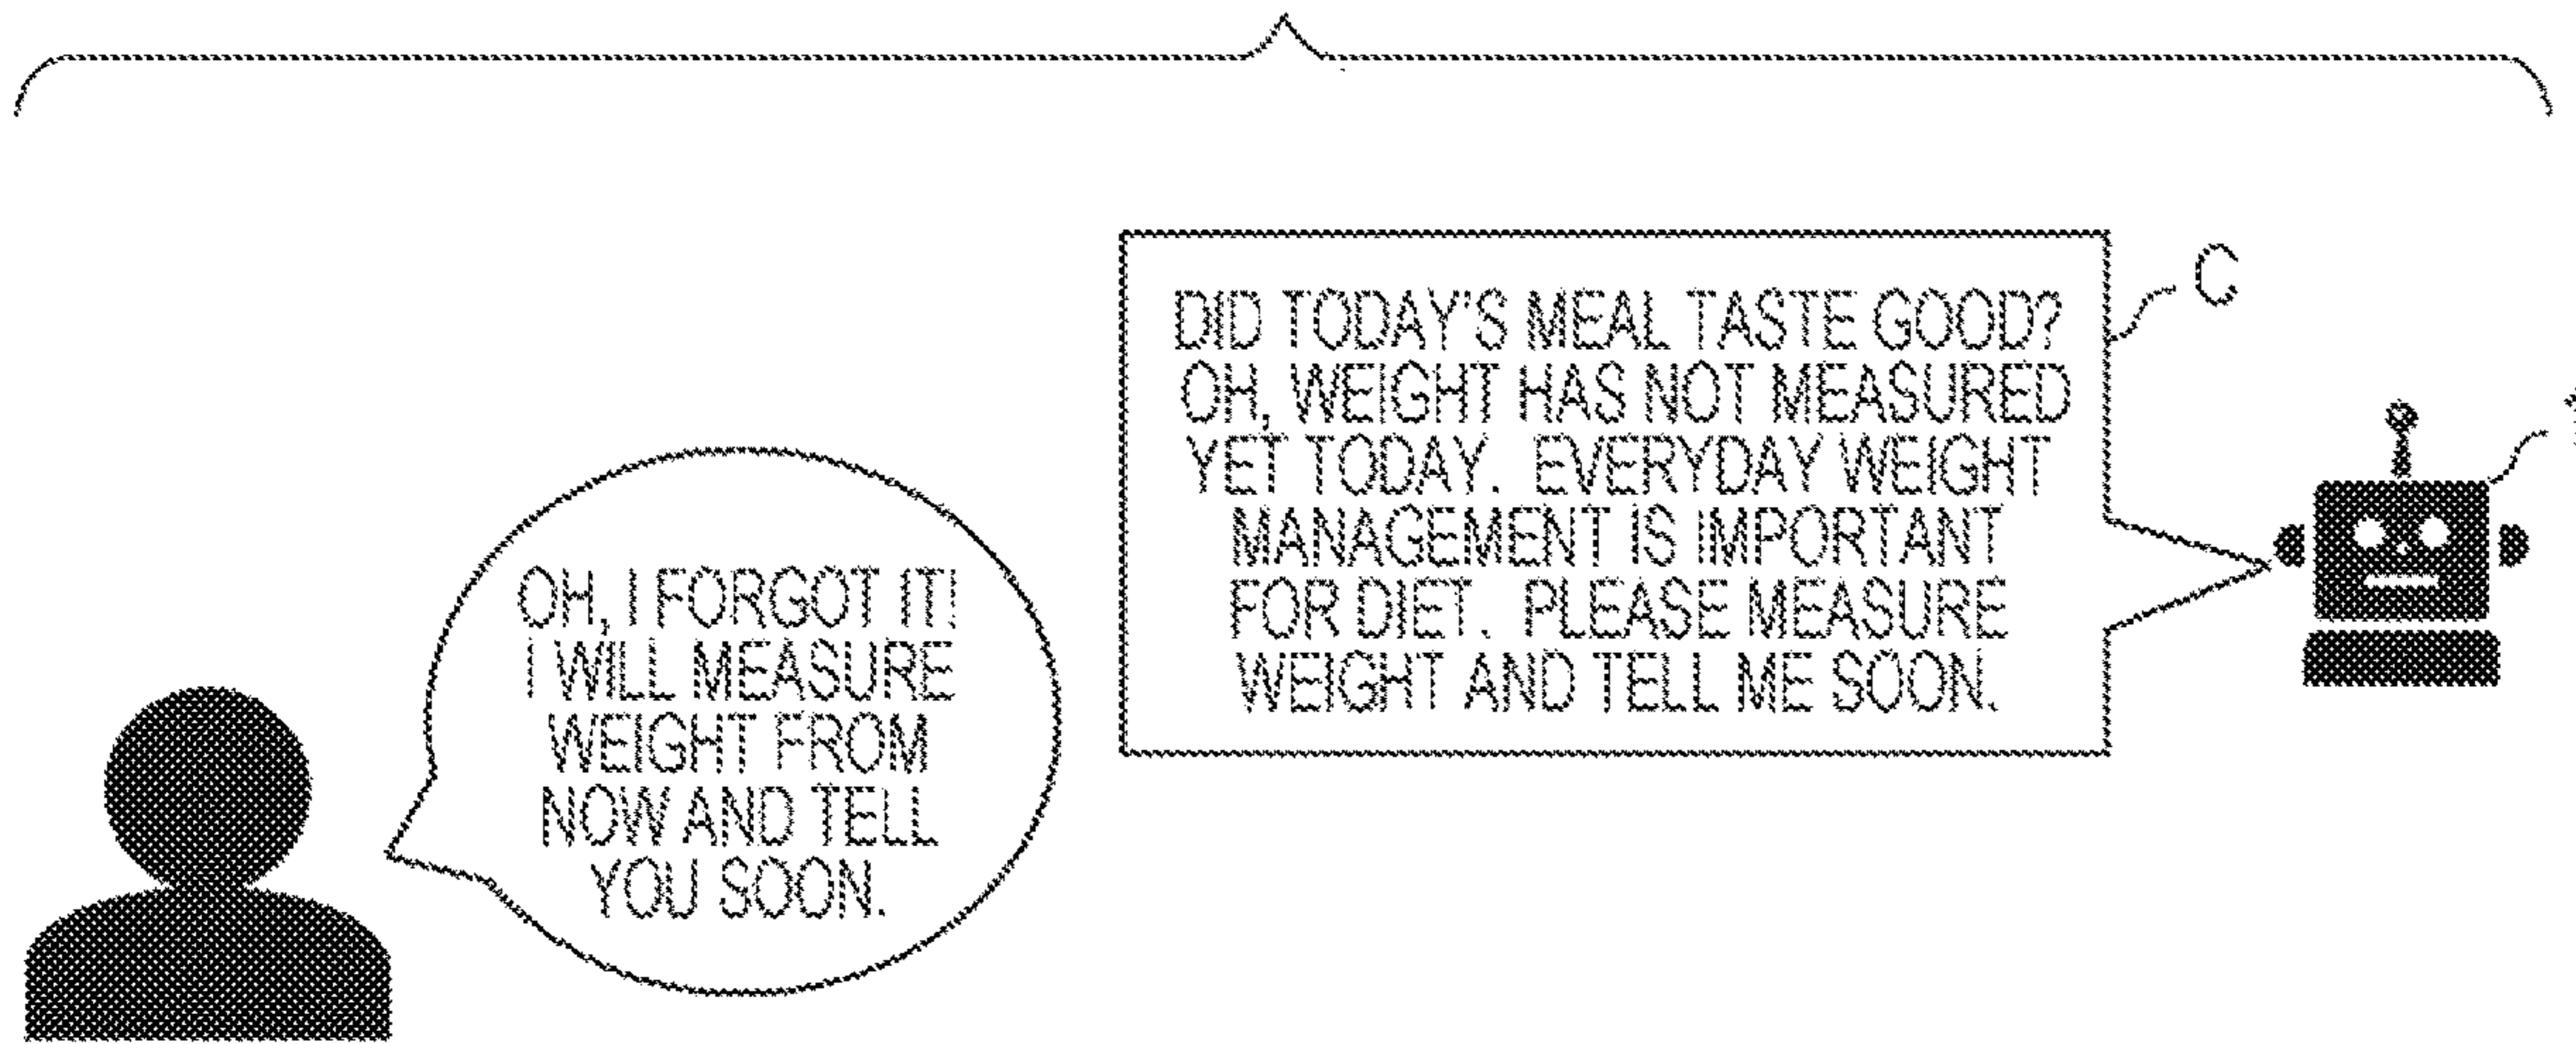 DID TODAY'S MEAL TASTE GOOD?
OH, WEIGHT HAS NOT MEASURED
YET TODAY. EVERYDAY WEIGHT
MANAGEMENT IS IMPORTANT
FOR DIET. PLEASE MEASURE
WEIGHT AND TELL ME SOON.
C
OH, I FORGOT IT!
I WILL MEASURE
WEIGHT FROM
NOW AND TELL
YOU SOON.